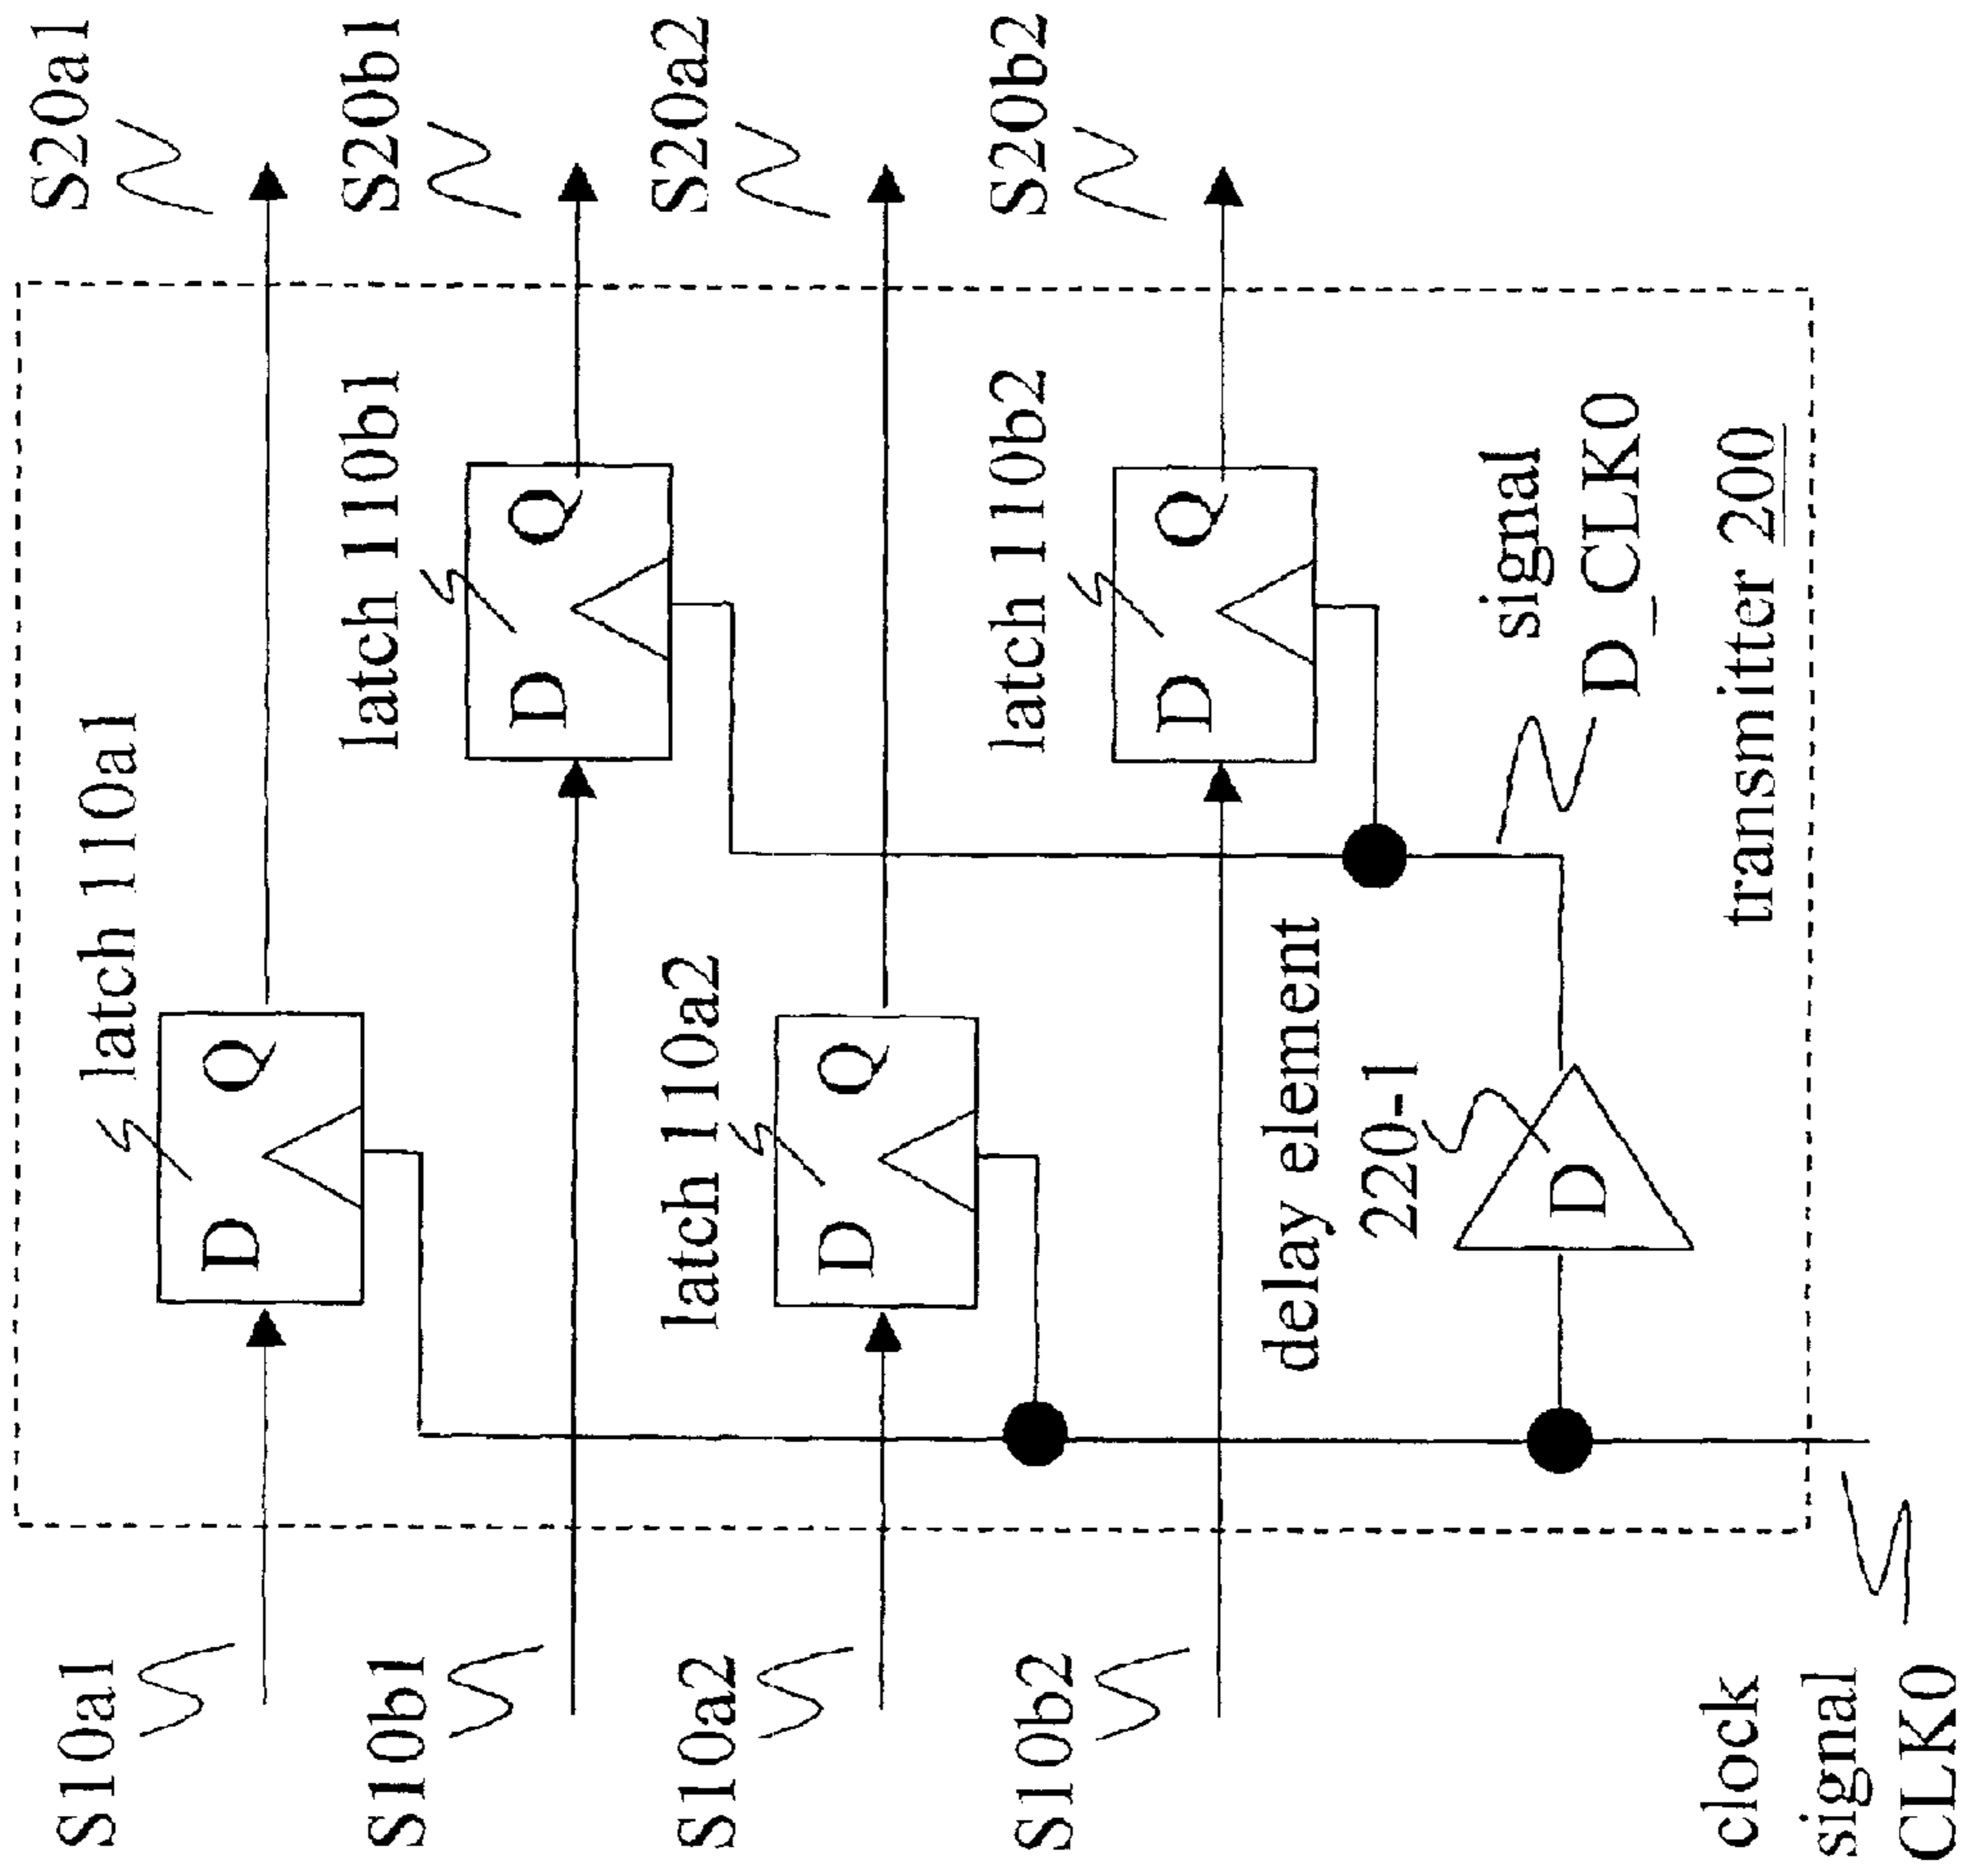 S10a1
S10b1
S10a2
S10b2
clock
signal
CLK0
latch 110a1
D Q
latch 110b1
D Q
latch 110a2
D Q
latch 110b2
D Q
delay element
220-1
D
signal
D_CLK0
transmitter 200
S20a1
S20b1
S20a2
S20b2